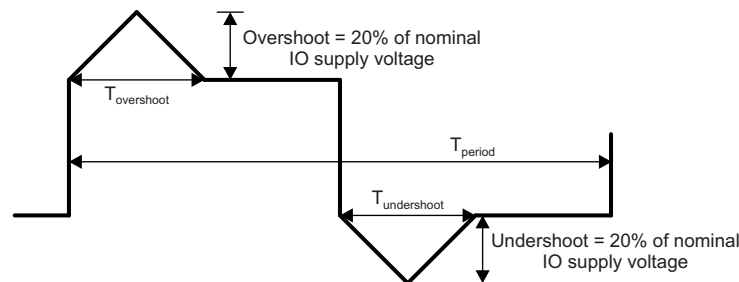 Overshoot = 20% of nominal
IO supply voltage
Tovershoot
Tperiod
Tundershoot
Undershoot = 20% of nominal
IO supply voltage